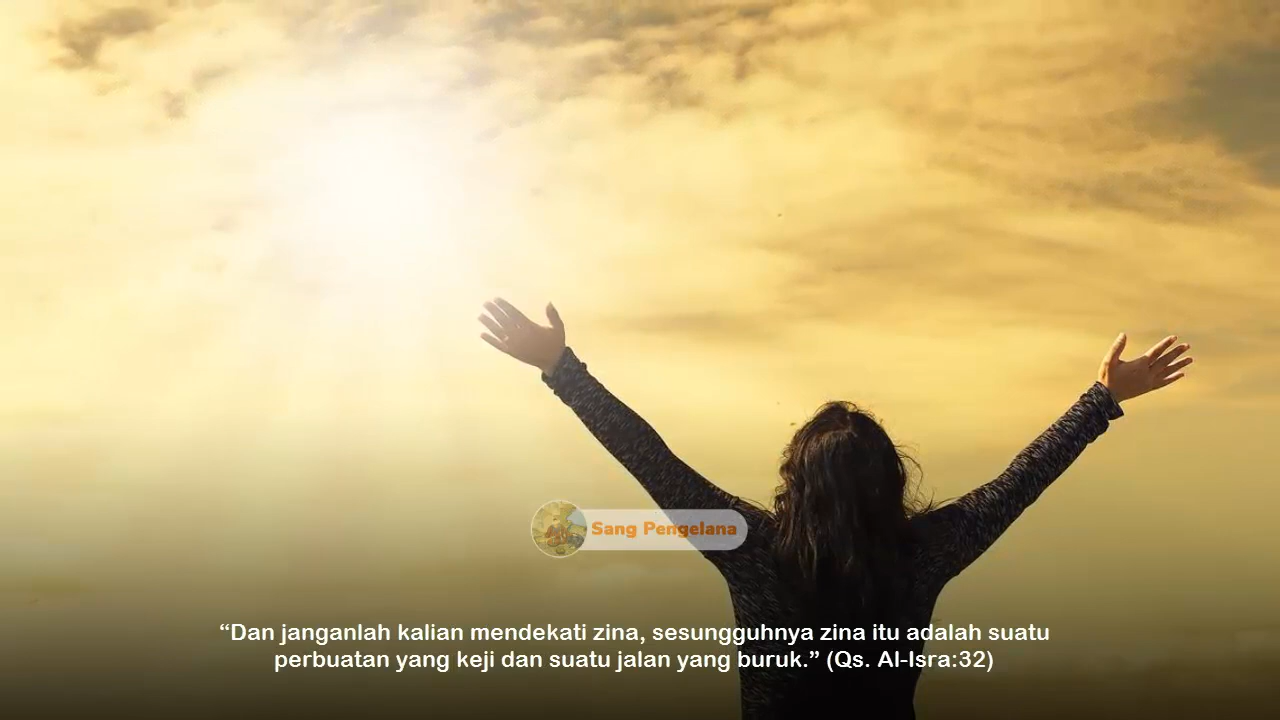 Sang Pengelana
“Dan janganlah kalian mendekati zina, sesungguhnya zina itu adalah suatu
perbuatan yang keji dan suatu jalan yang buruk.” (Qs. Al-Isra:32)